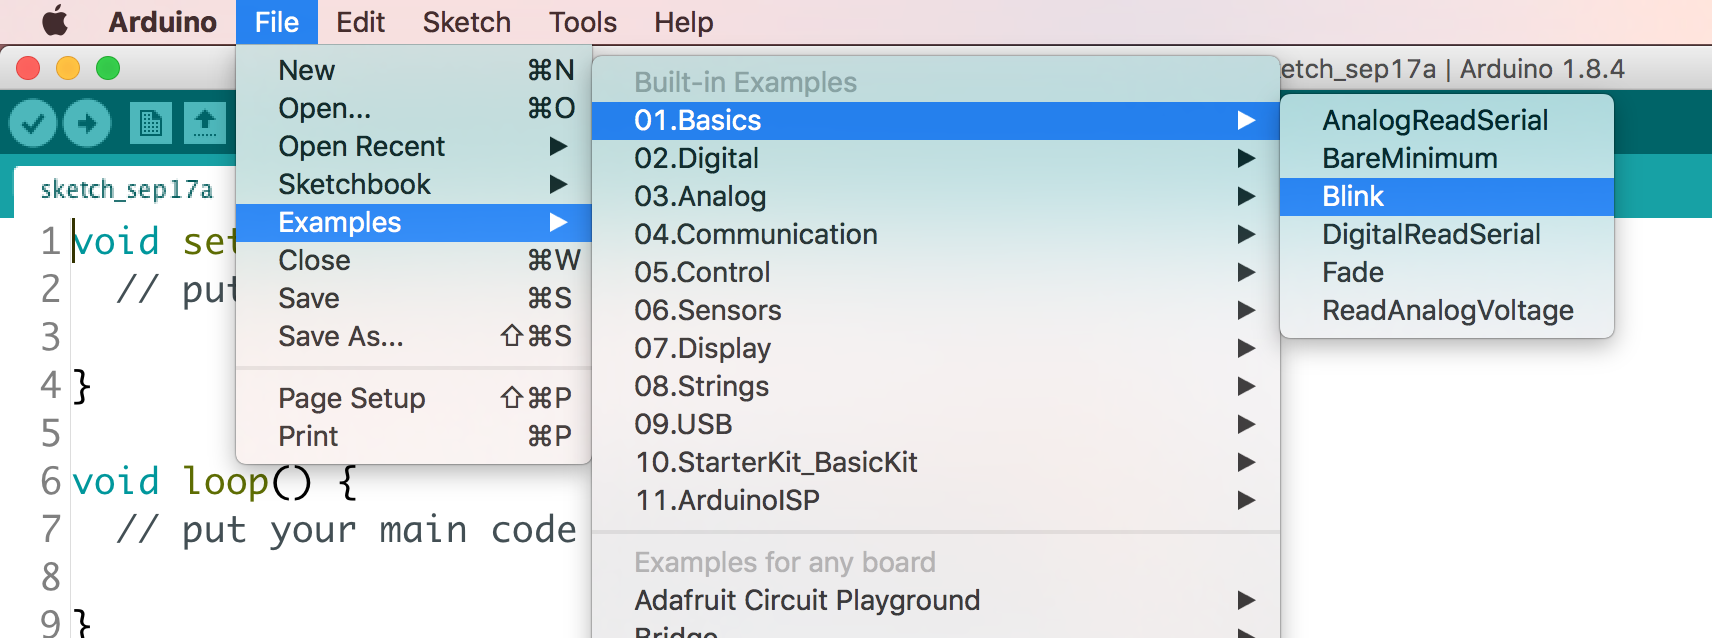 Arduino File Edit Sketch Tools Help
etch_sep17a | Arduino 1.8.4
sketch_sep17a
1 void set
2 // put
3
4 }
5
6 void loop() {
7 // put your main code
8
9 }
New ⌘N
Open... ⌘O
Open Recent ▶
Sketchbook ▶
Examples ▶
Close ⌘W
Save ⌘S
Save As... ⇧⌘S
Page Setup ⇧⌘P
Print ⌘P
Built-in Examples
01.Basics ▶
02.Digital ▶
03.Analog ▶
04.Communication ▶
05.Control ▶
06.Sensors ▶
07.Display ▶
08.Strings ▶
09.USB ▶
10.StarterKit_BasicKit ▶
11.ArduinoISP ▶
Examples for any board
Adafruit Circuit Playground ▶
Bridge ▶
AnalogReadSerial
BareMinimum
Blink
DigitalReadSerial
Fade
ReadAnalogVoltage